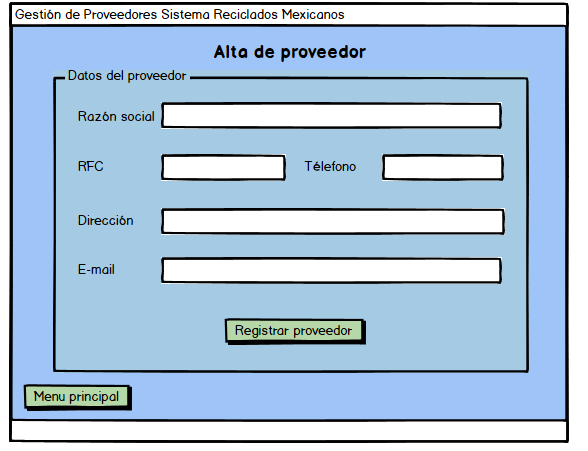 Gestión de Proveedores Sistema Reciclados Mexicanos
Alta de proveedor
Datos del proveedor
Razón social
RFC Télefono
Dirección
E-mail
Registrar proveedor
Menu principal